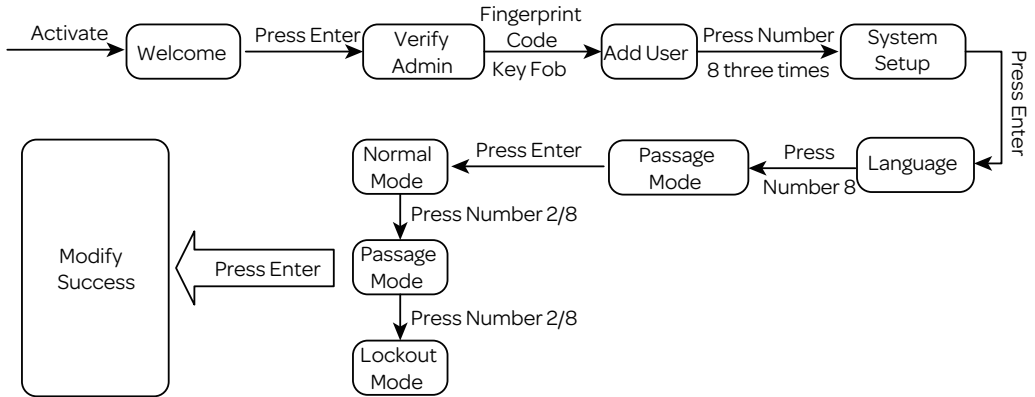 Activate
Welcome
Press Enter
Verify
Admin
Fingerprint
Code
Key Fob
Add User
Press Number
8 three times
System
Setup
Press Enter
Language
Press
Number 8
Passage
Mode
Press Enter
Normal
Mode
Press Number 2/8
Passage
Mode
Press Number 2/8
Lockout
Mode
Press Enter
Modify
Success